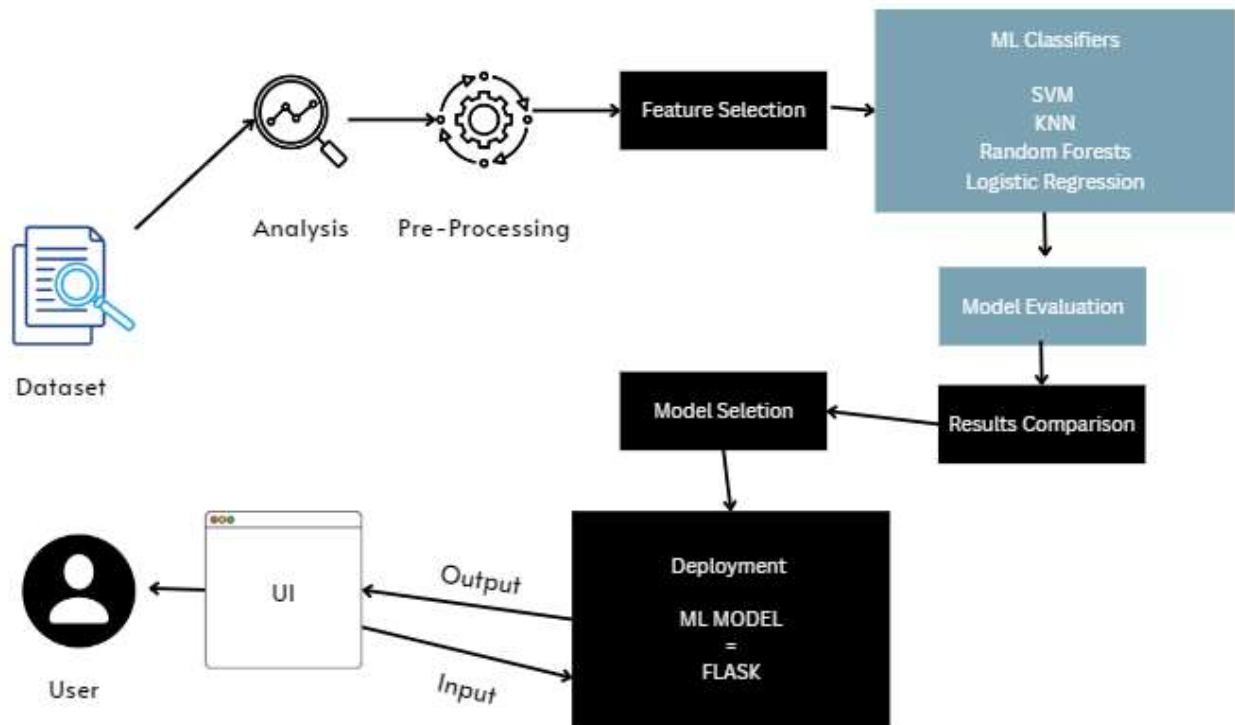 ML Classifiers
SVM
KNN
Random Forests
Logistic Regression
Feature Selection
Analysis
Pre-Processing
Dataset
Model Evaluation
Results Comparison
Model Seletion
Deployment
ML MODEL
=
FLASK
Output
Input
UI
User